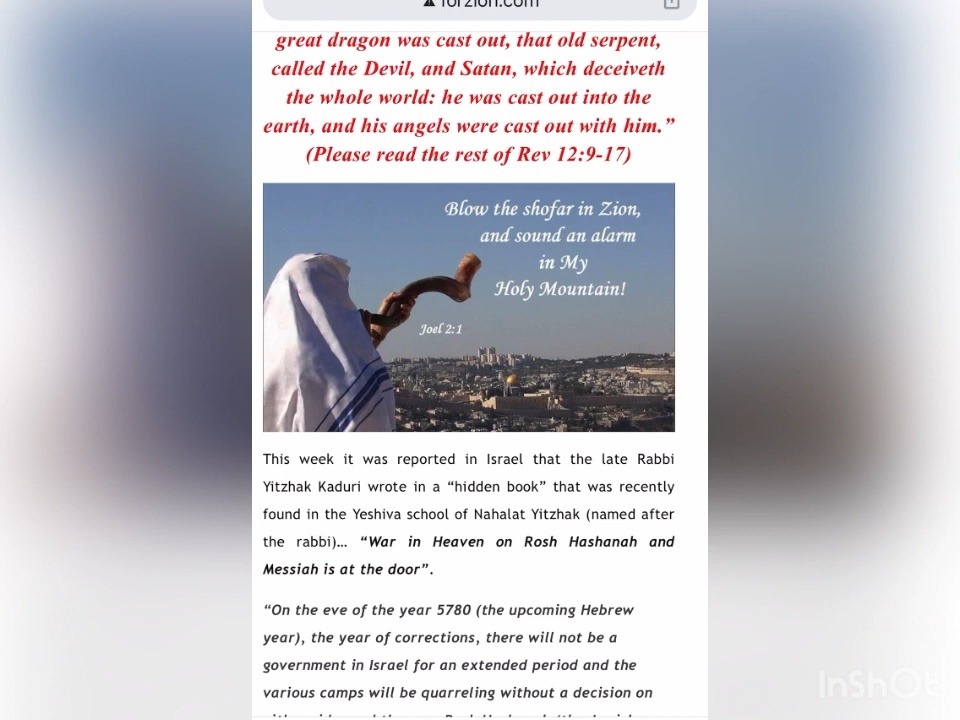 forzion.com
great dragon was cast out, that old serpent,
called the Devil, and Satan, which deceiveth
the whole world: he was cast out into the
earth, and his angels were cast out with him.”
(Please read the rest of Rev 12:9-17)
Blow the shofar in Zion,
and sound an alarm
in My
Holy Mountain!
Joel 2:1
This week it was reported in Israel that the late Rabbi
Yitzhak Kaduri wrote in a “hidden book” that was recently
found in the Yeshiva school of Nahalat Yitzhak (named after
the rabbi)… “War in Heaven on Rosh Hashanah and
Messiah is at the door”.
“On the eve of the year 5780 (the upcoming Hebrew
year), the year of corrections, there will not be a
government in Israel for an extended period and the
various camps will be quarreling without a decision on
InShOt